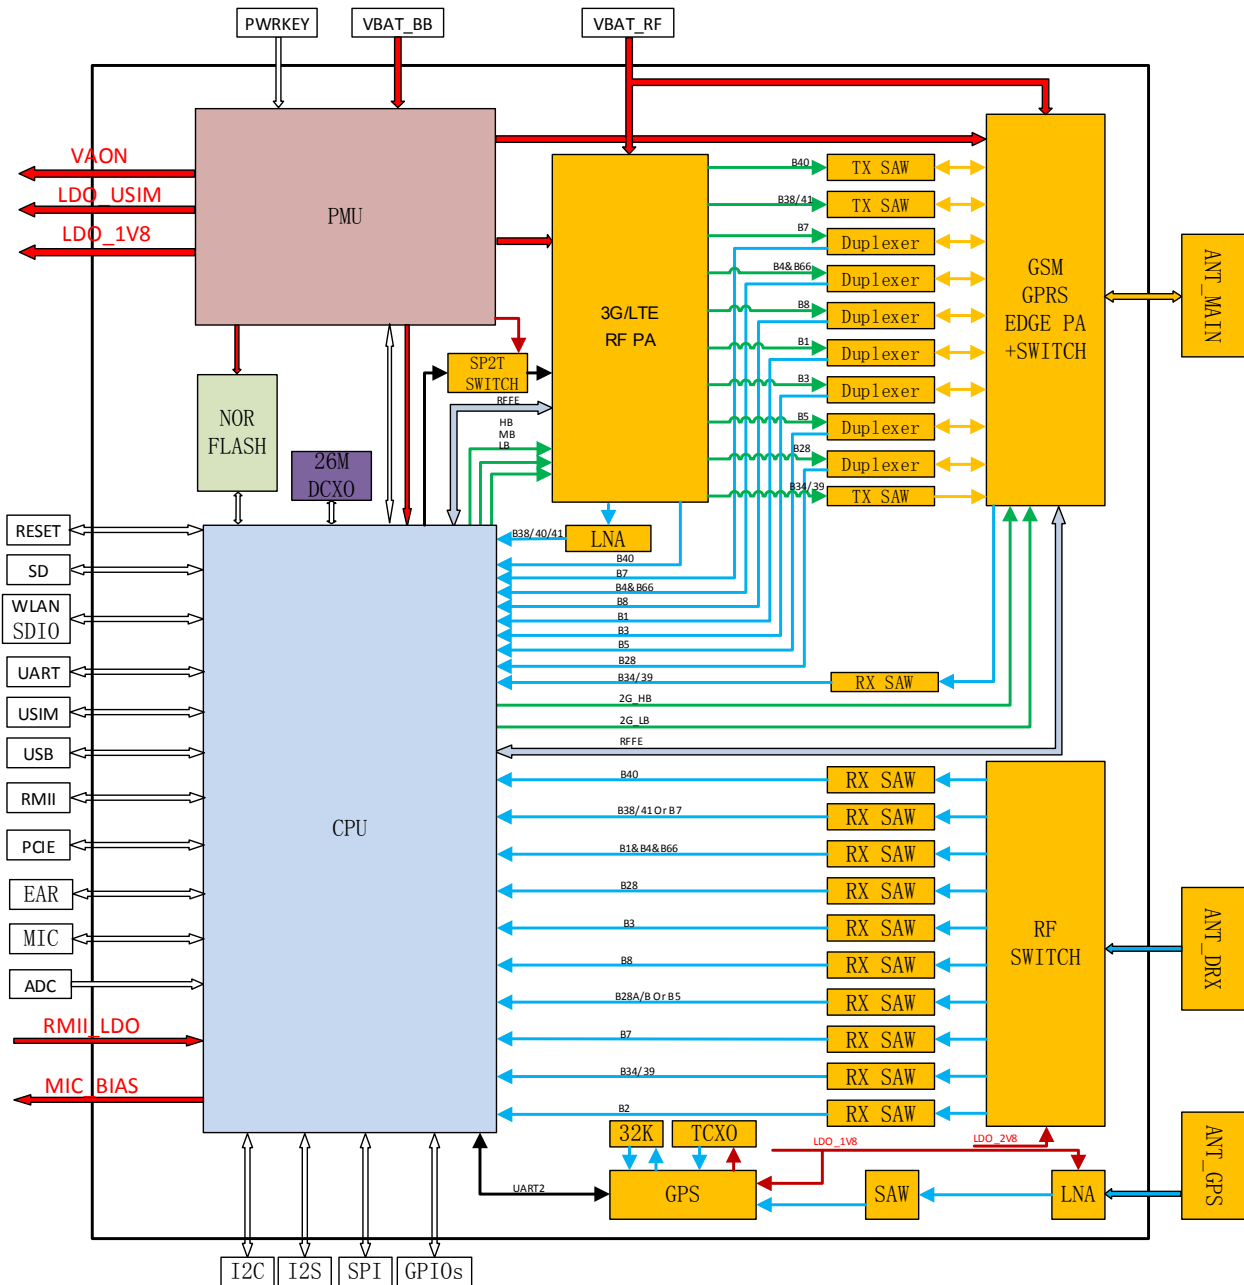 PWRKEY
VBAT_BB
VBAT_RF
VAON
LDO_USIM
LDO_1V8
PMU
3G/LTE
RF PA
B40
TX SAW
B38/41
TX SAW
B7
Duplexer
B4&B66
Duplexer
B8
Duplexer
B1
Duplexer
B3
Duplexer
B5
Duplexer
B28
Duplexer
B34/39
TX SAW
GSM
GPRS
EDGE PA
+SWITCH
ANT_MAIN
SP2T
SWITCH
RFFE
HB
MB
LB
NOR
FLASH
26M
DCXO
LNA
B38/40/41
B40
B7
B4&B66
B8
B1
B3
B5
B28
B34/39
RX SAW
2G_HB
2G_LB
RFFE
RESET
SD
WLAN
SDIO
UART
USIM
USB
RMII
PCIE
EAR
MIC
ADC
RMII_LDO
MIC_BIAS
CPU
B40
RX SAW
B38/41 Or B7
RX SAW
B1&B4&B66
RX SAW
B28
RX SAW
B3
RX SAW
B8
RX SAW
B28A/B Or B5
RX SAW
B7
RX SAW
B34/39
RX SAW
B2
RX SAW
RF
SWITCH
ANT_DRX
32K
TCXO
LDO_1V8
LDO_2V8
UART2
GPS
SAW
LNA
ANT_GPS
I2C
I2S
SPI
GPIOs